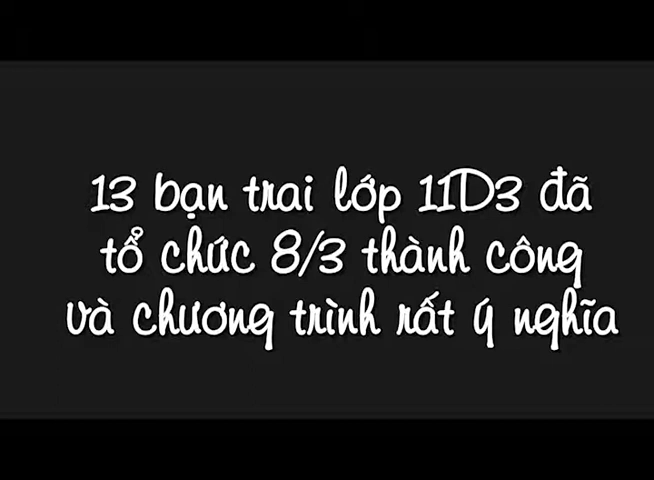 13 bạn trai lớp 11D3 đã
tổ chức 8/3 thành công
và chương trình rất ý nghĩa